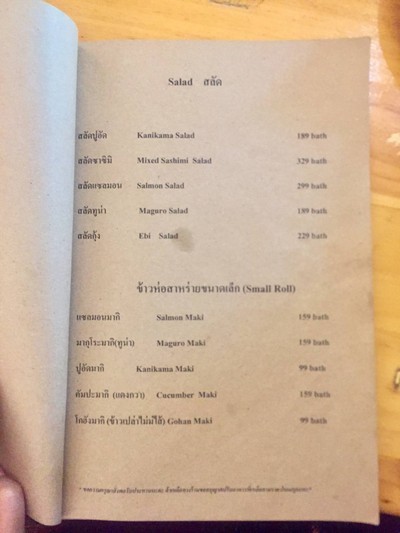 Salad สลัด
สลัดปูอัด Kanikama Salad 189 bath
สลัดซาซิมิ Mixed Sashimi Salad 329 bath
สลัดแซลมอน Salmon Salad 299 bath
สลัดทูน่า Maguro Salad 189 bath
สลัดกุ้ง Ebi Salad 229 bath
ข้าวห่อสาหร่ายขนาดเล็ก (Small Roll)
แซลมอนมากิ Salmon Maki 159 bath
มากุโระมากิ(ทูน่า) Maguro Maki 159 bath
ปูอัดมากิ Kanikama Maki 99 bath
คัมปะมากิ (แตงกวา) Cucumber Maki 159 bath
โกฮังมากิ (ข้าวเปล่าไม่มีไส้) Gohan Maki 99 bath